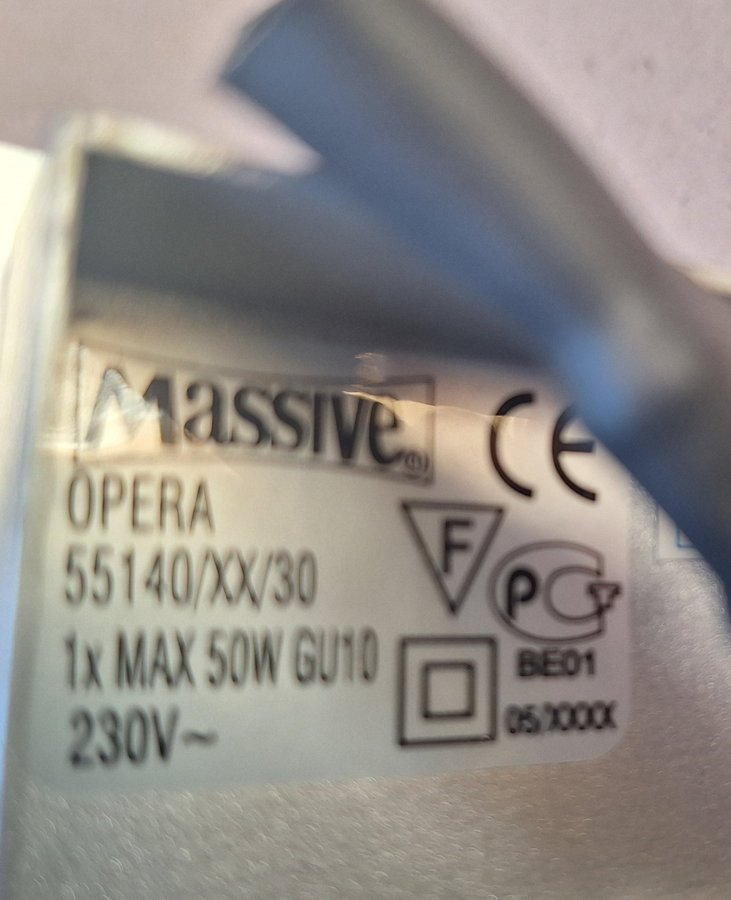 Massive®
CE
OPERA
F
55140/XX/30
PC
1x MAX 50W GU10
BE01
230V~
05/XXXX